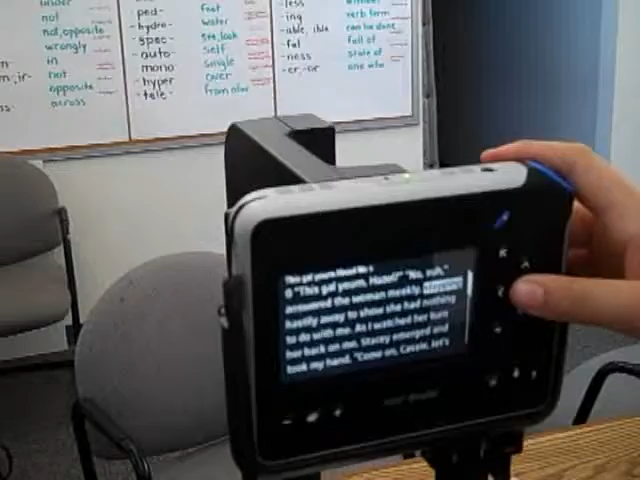 under
not
not, opposite
wrongly
in
not
opposite
across
ped-
-hydro-
-spec-
-auto-
mono
-hyper
-tele-
feet
water
see, look
self
single
over
from afar
-less
-ing
-able, ible
-ful
-ness
-er, -or
without
verb form
can be done
full of
state of
one who
"This gal yourn, Hazel?" "No, suh,"
answered the woman meekly,
hastily away to show she had nothing
to do with me. As I watched her turn
her back on me, Stacey emerged and
took my hand. "Come on, Cassie, let's